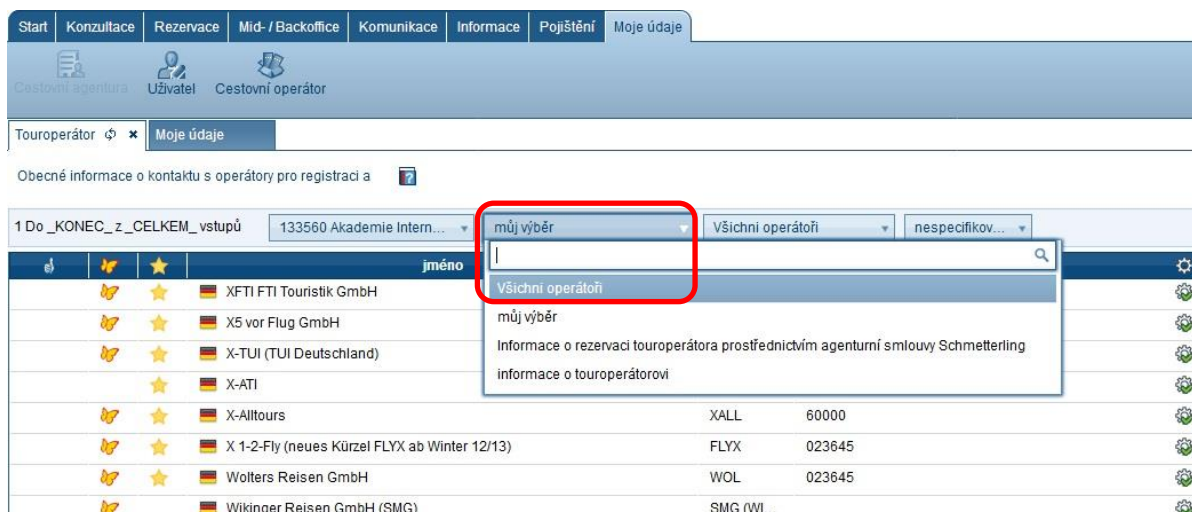 Start Konzultace Rezervace Mid- / Backoffice Komunikace Informace Pojištění Moje údaje
Cestovní agentura Uživatel Cestovní operátor
Touroperátor Moje údaje
Obecné informace o kontaktu s operátory pro registraci a
1 Do _KONEC_ z _CELKEM_ vstupů 133560 Akademie Intern... můj výběr Všichni operátoři nespecifikov...
jméno
Všichni operátoři
XFTI FTI Touristik GmbH
můj výběr
X5 vor Flug GmbH
Informace o rezervaci touroperátora prostřednictvím agenturní smlouvy Schmetterling
X-TUI (TUI Deutschland)
informace o touroperátorovi
X-ATI
X-Alltours XALL 60000
X 1-2-Fly (neues Kürzel FLYX ab Winter 12/13) FLYX 023645
Wolters Reisen GmbH WOL 023645
Wikinger Reisen GmbH (SMG) SMG (WI...